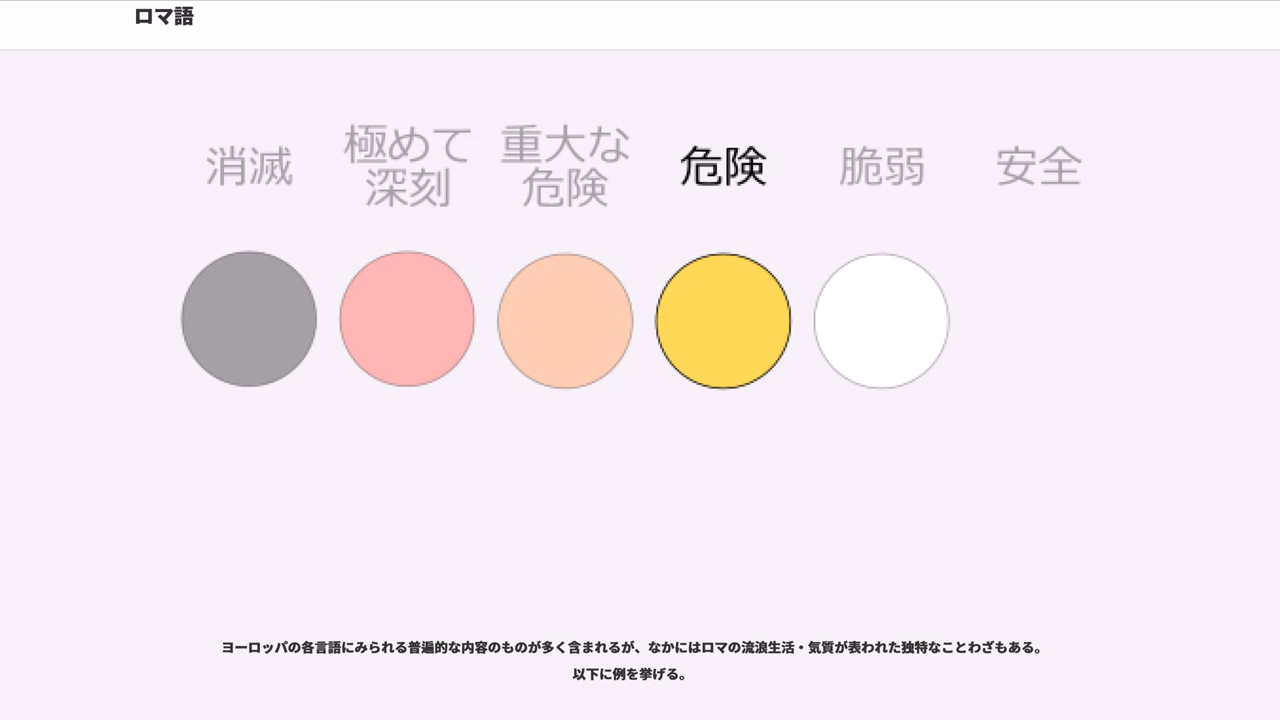 ロマ語
消滅
極めて
深刻
重大な
危険
危険
脆弱
安全
ヨーロッパの各言語にみられる普遍的な内容のものが多く含まれるが、なかにはロマの流浪生活・気質が表われた独特なことわざもある。
以下に例を挙げる。